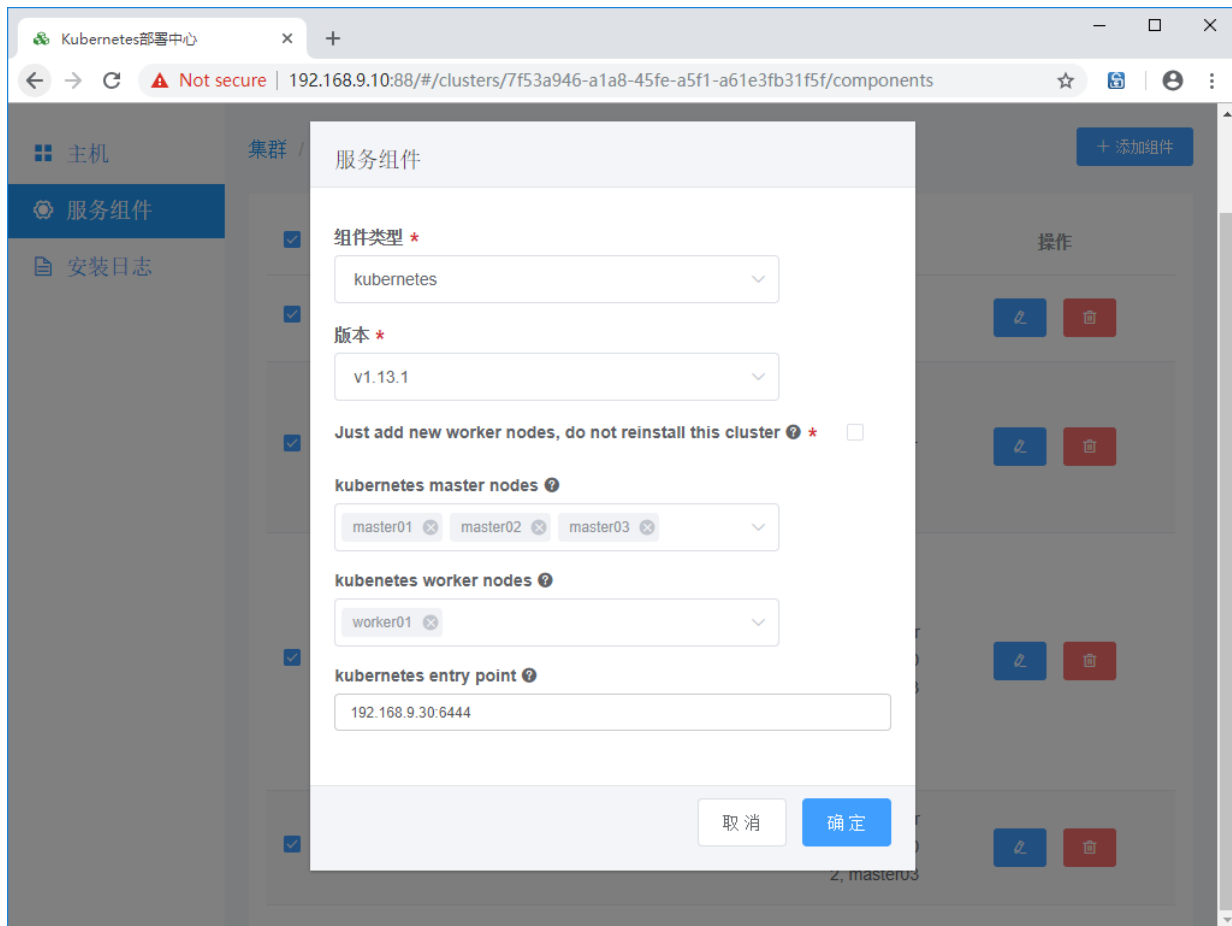 Kubernetes部署中心
Not secure | 192.168.9.10:88/#/clusters/7f53a946-a1a8-45fe-a5f1-a61e3fb31f5f/components
主机
服务组件
安装日志
集群 /
+ 添加组件
操作
服务组件
组件类型 *
kubernetes
版本 *
v1.13.1
Just add new worker nodes, do not reinstall this cluster ? *
kubernetes master nodes ?
master01 master02 master03
kubenetes worker nodes ?
worker01
kubernetes entry point ?
192.168.9.30:6444
取消
确定
2, master03